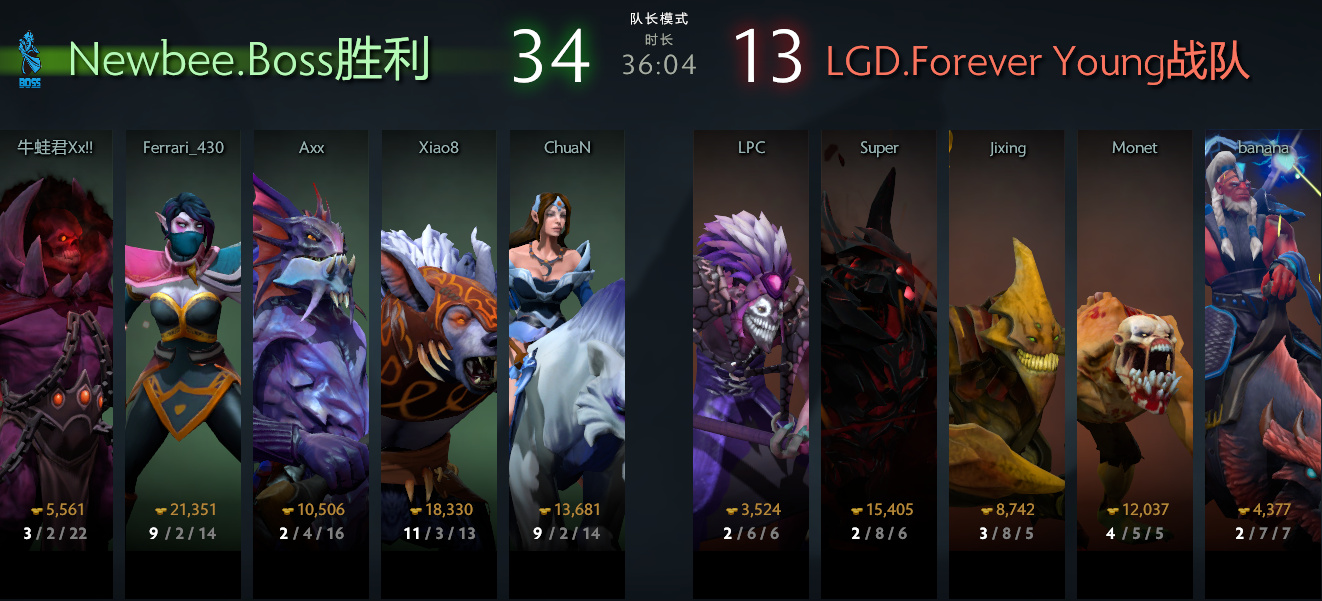 BOSS
Newbee.Boss胜利
34
队长模式
时长
36:04
13
LGD.Forever Young战队
牛蛙君Xx!! Ferrari_430 Axx Xiao8 ChuaN LPC Super Jixing Monet banana
5,561 21,351 10,506 18,330 13,681 3,524 15,405 8,742 12,037 4,377
3 / 2 / 22 9 / 2 / 14 2 / 4 / 16 11 / 3 / 13 9 / 2 / 14 2 / 6 / 6 2 / 8 / 6 3 / 8 / 5 4 / 5 / 5 2 / 7 / 7